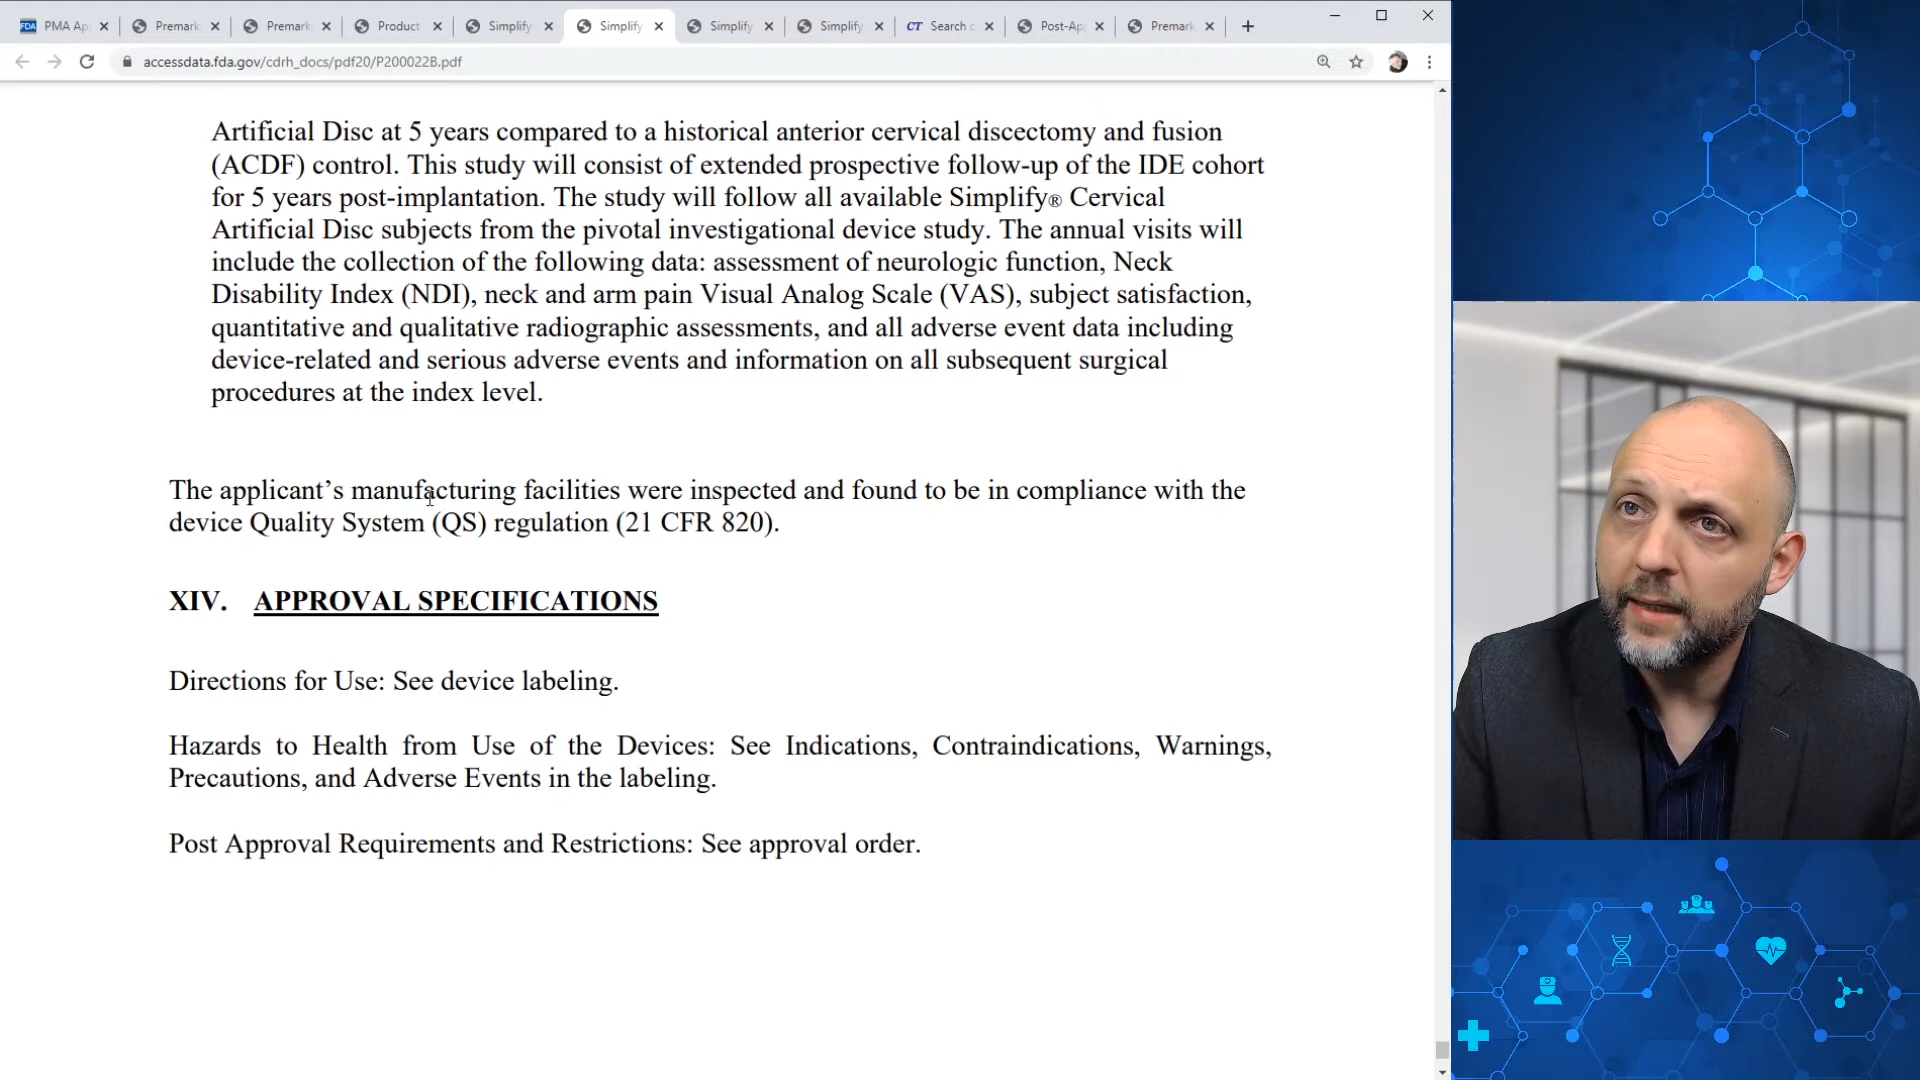 PMA Ap
Premark
Premark
Product
Simplify
Simplify
Simplify
Simplify
CT Search c
Post-Ap
Premark
accessdata.fda.gov/cdrh_docs/pdf20/P200022B.pdf
Artificial Disc at 5 years compared to a historical anterior cervical discectomy and fusion
(ACDF) control. This study will consist of extended prospective follow-up of the IDE cohort
for 5 years post-implantation. The study will follow all available Simplify® Cervical
Artificial Disc subjects from the pivotal investigational device study. The annual visits will
include the collection of the following data: assessment of neurologic function, Neck
Disability Index (NDI), neck and arm pain Visual Analog Scale (VAS), subject satisfaction,
quantitative and qualitative radiographic assessments, and all adverse event data including
device-related and serious adverse events and information on all subsequent surgical
procedures at the index level.
The applicant’s manufacturing facilities were inspected and found to be in compliance with the
device Quality System (QS) regulation (21 CFR 820).
XIV. APPROVAL SPECIFICATIONS
Directions for Use: See device labeling.
Hazards to Health from Use of the Devices: See Indications, Contraindications, Warnings,
Precautions, and Adverse Events in the labeling.
Post Approval Requirements and Restrictions: See approval order.